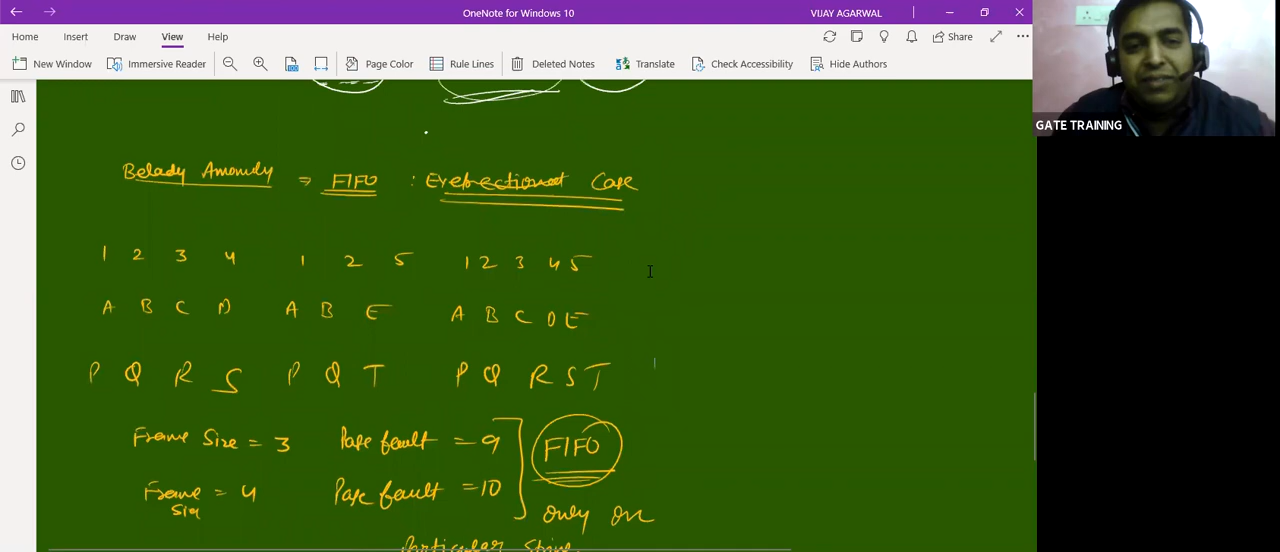 OneNote for Windows 10
VIJAY AGARWAL
Home Insert Draw View Help
Share
New Window Immersive Reader Page Color Rule Lines Deleted Notes Translate Check Accessibility Hide Authors
GATE TRAINING
Belady Anomaly ⇒ FIFO : Case
1 2 3 4 1 2 5 1 2 3 4 5
A B C D A B E A B C D E
P Q R S P Q T P Q R S T
Frame Size = 3 Page fault = 9
FIFO
Frame Size = 4 Page fault = 10
only on
Particular